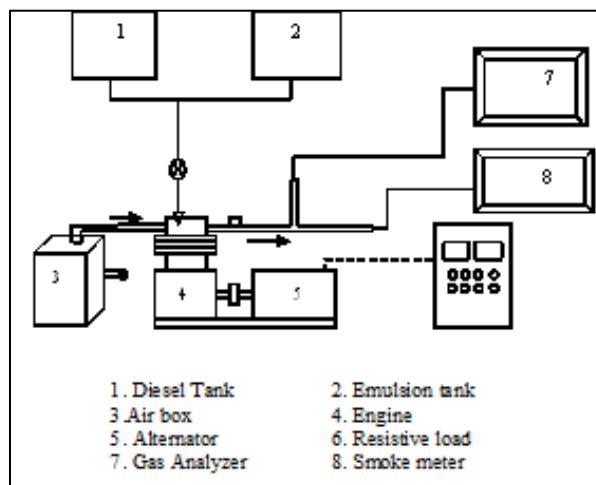 1
2
7
8
3
4
5
1. Diesel Tank 2. Emulsion tank
3.Air box 4. Engine
5. Alternator 6. Resistive load
7. Gas Analyzer 8. Smoke meter